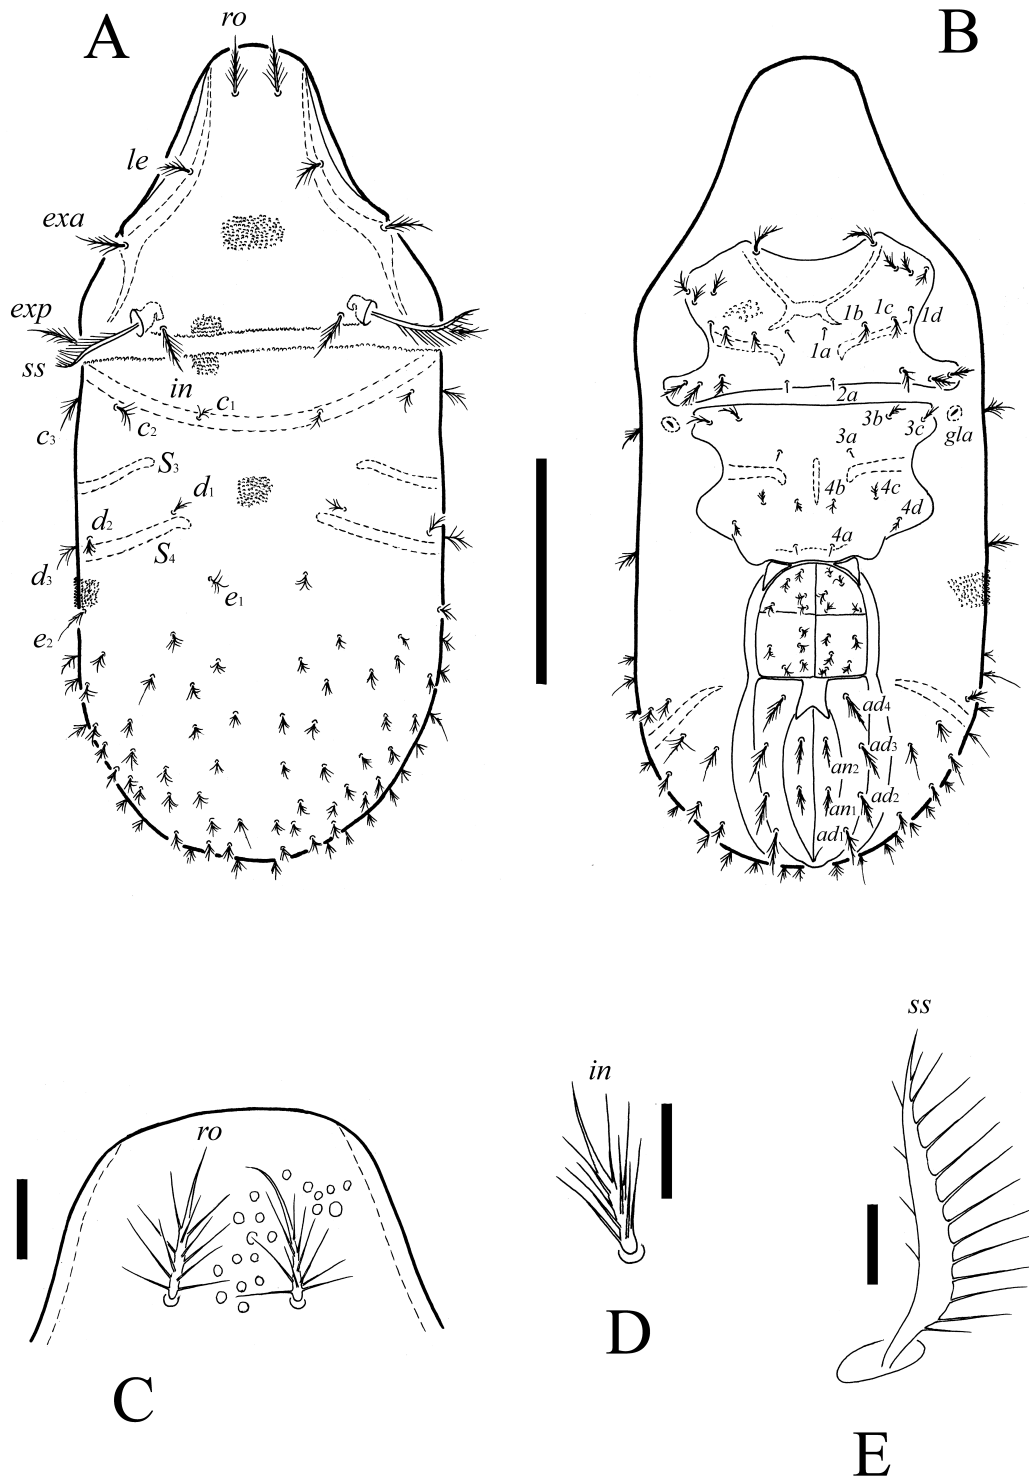 A
ro
B
le
exa
exp
ss
in
c1
c2
c3
S3
d1
d2
S4
d3
e1
e2
1b
1c
1d
1a
2a
3b
3c
gla
3a
4b
4c
4d
4a
ad4
ad3
an2
ad2
an1
ad1
ss
in
ro
D
C
E